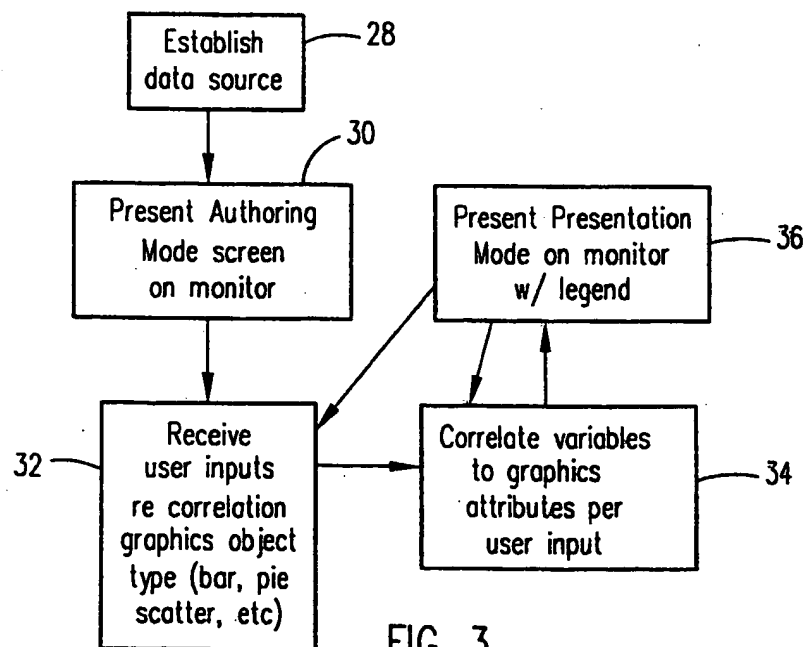 Establish
data source
28
30
Present Authoring
Mode screen
on monitor
Present Presentation
Mode on monitor
w/ legend
36
32
Receive
user inputs
re correlation
graphics object
type (bar, pie
scatter, etc)
Correlate variables
to graphics
attributes per
user input
34
FIG. 3